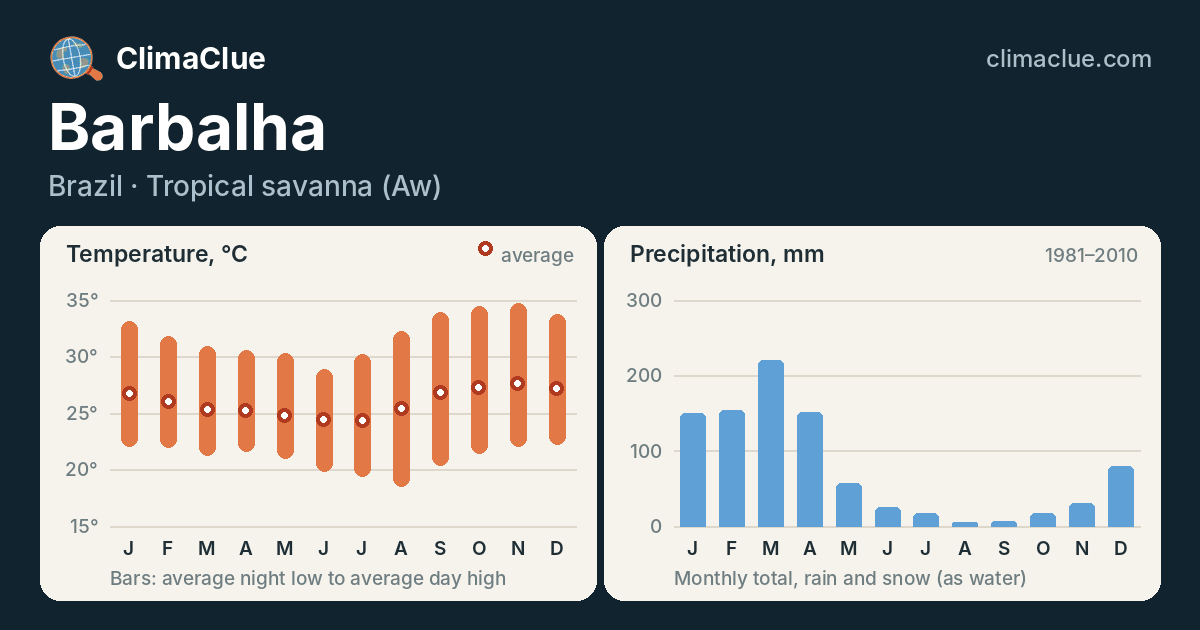 ClimaClue
climaclue.com
Barbalha
Brazil · Tropical savanna (Aw)
Temperature, °C
average
35°
30°
25°
20°
15°
J F M A M J J A S O N D
Bars: average night low to average day high
Precipitation, mm
1981–2010
300
200
100
0
J F M A M J J A S O N D
Monthly total, rain and snow (as water)